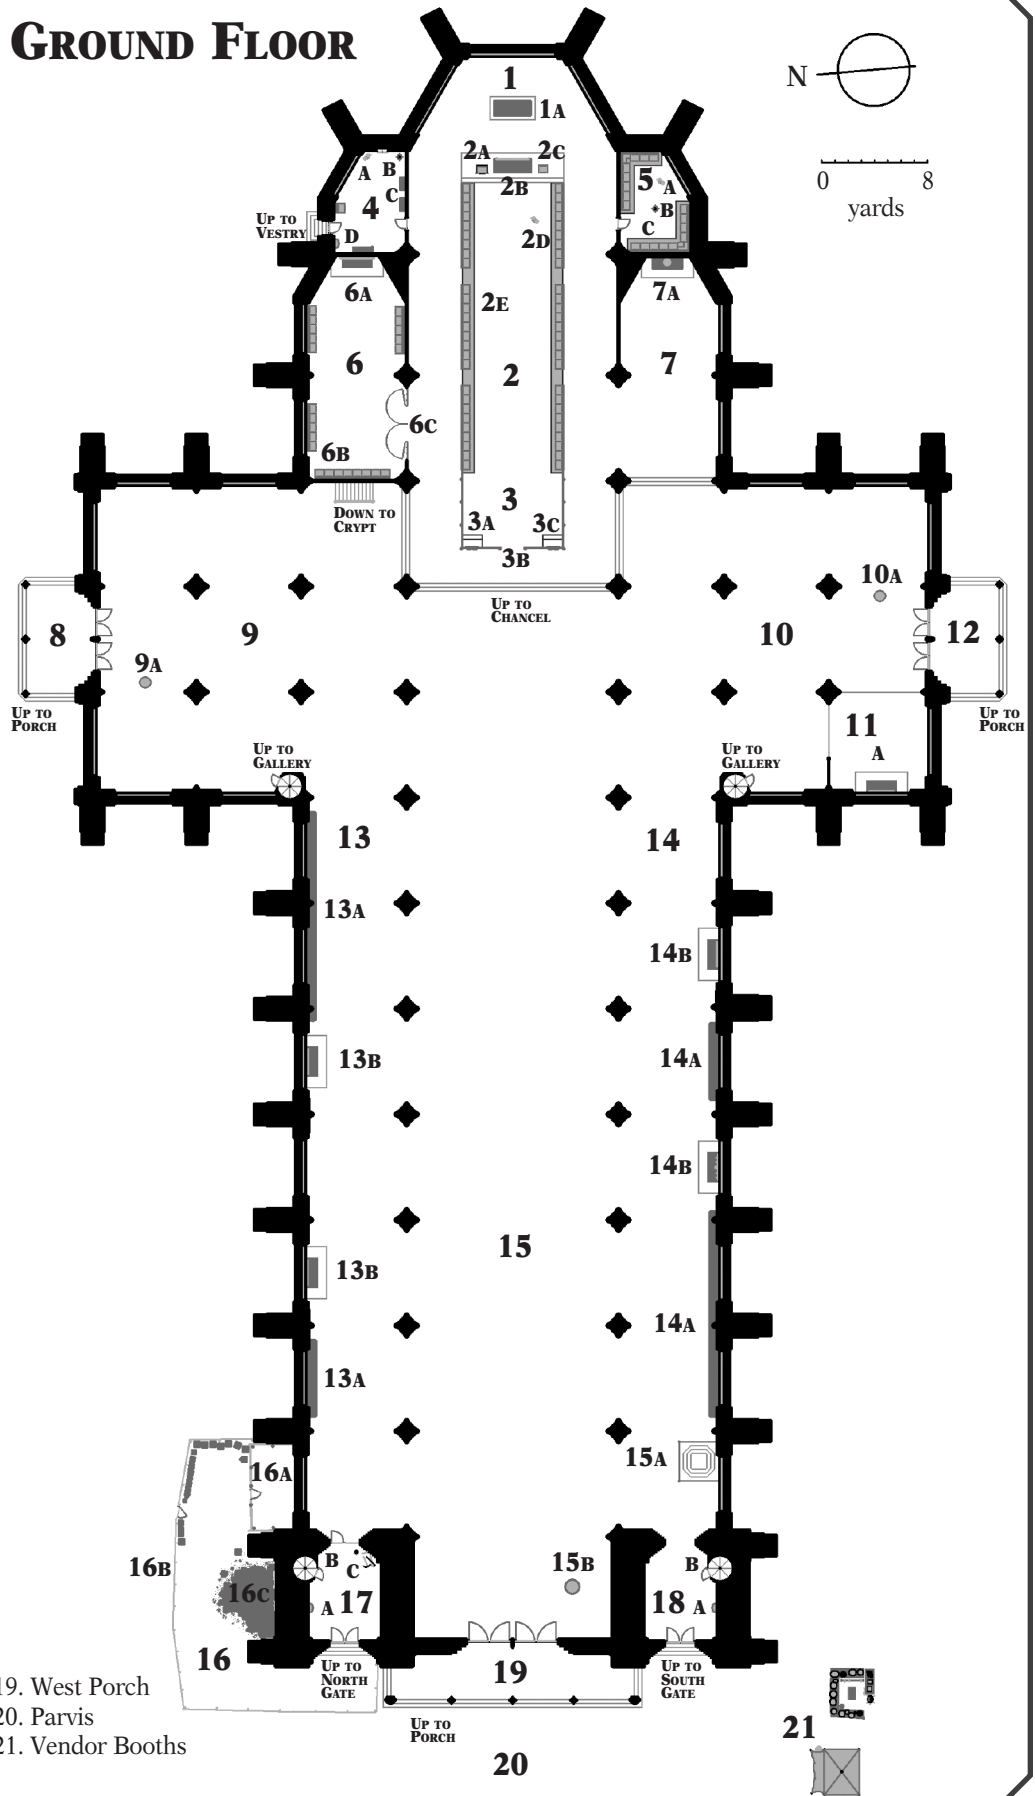 GROUND FLOOR
N
0 8
yards
1
1A
2A 2C
2B
A B
C
4
D
5
A
B
C
UP TO
VESTRY
2D
6A
7A
2E
6
2
7
6C
6B
3
DOWN TO
CRYPT
3A 3C
3B
UP TO
CHANCEL
10A
8
9
10
12
9A
UP TO
PORCH
UP TO
PORCH
11
A
UP TO
GALLERY
UP TO
GALLERY
13
14
13A
14B
13B
14A
14B
15
13B
14A
13A
15A
16A
16B
B
C
15B
B
16C
A 17
18 A
16
UP TO
NORTH
GATE
19
UP TO
SOUTH
GATE
19. West Porch
20. Parvis
21. Vendor Booths
UP TO
PORCH
21
20